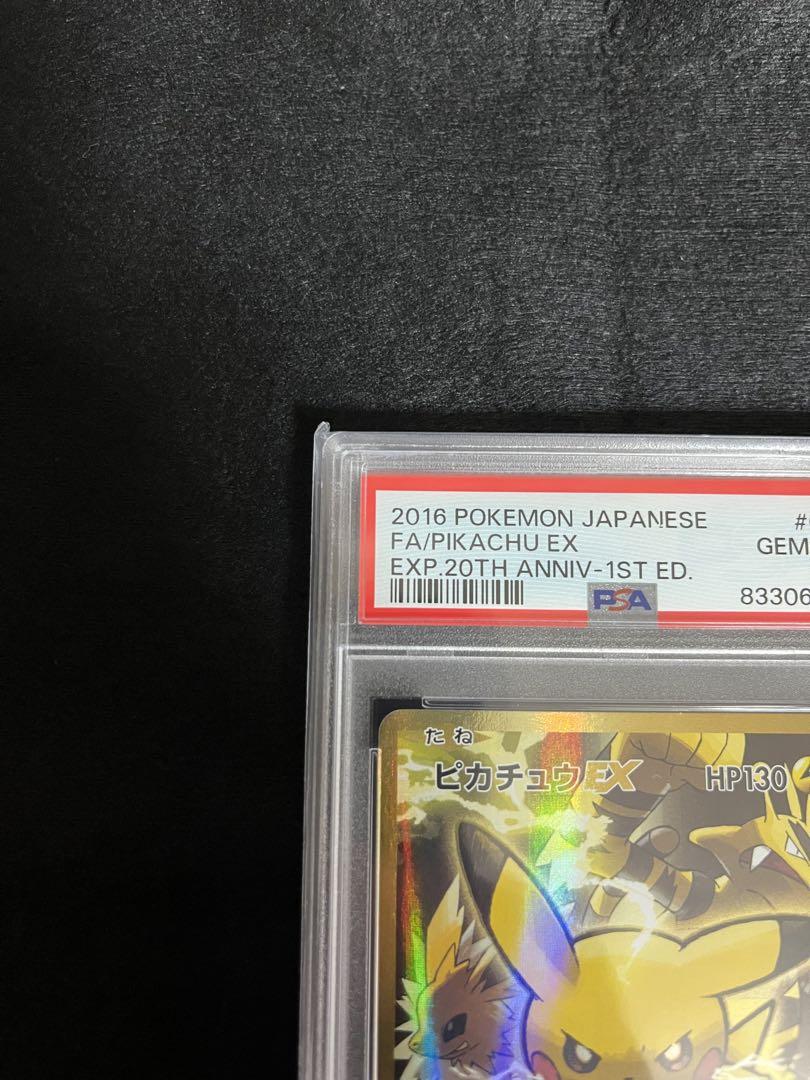 2016 POKEMON JAPANESE
FA/PIKACHU EX
GEM
EXP.20TH ANNIV-1ST ED.
PSA
83306
たね
ピカチュウEX HP130